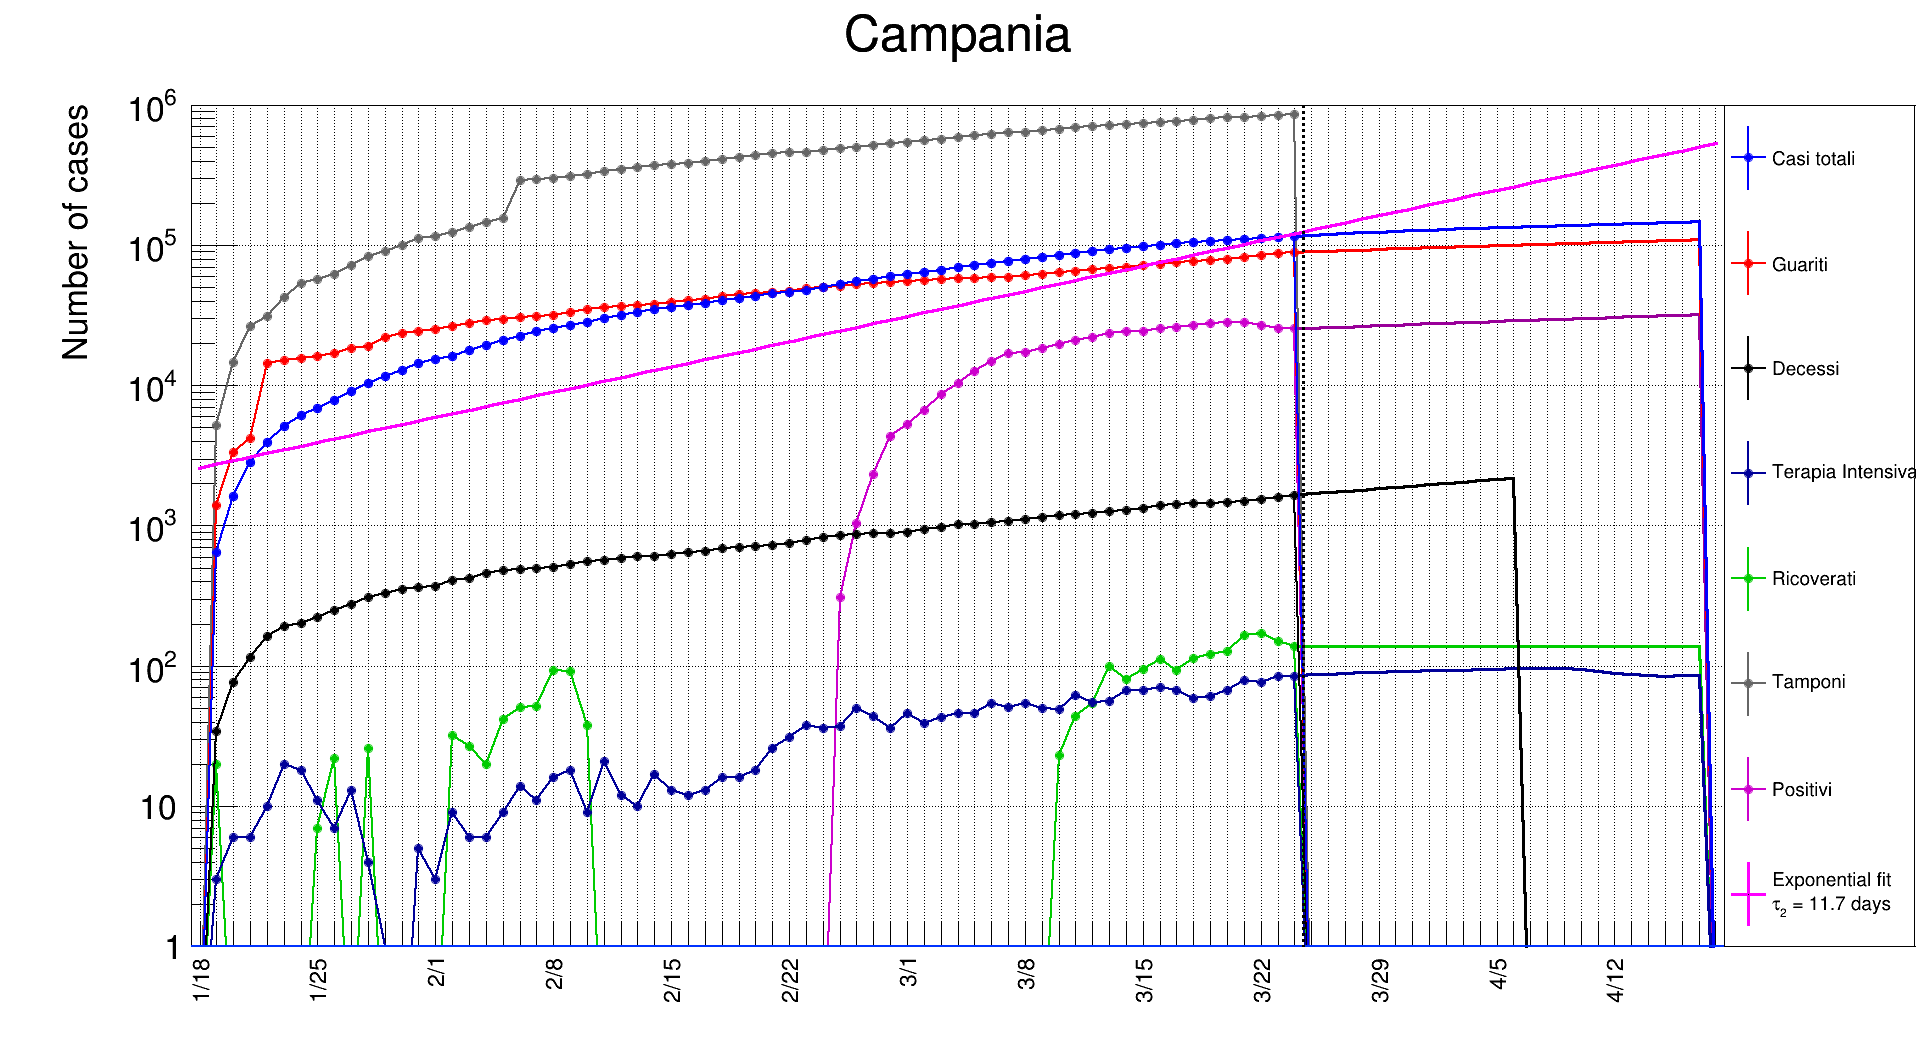 Campania
Number of cases
10^6
10^5
10^4
10^3
10^2
10
1
1/18 1/25 2/1 2/8 2/15 2/22 3/1 3/8 3/15 3/22 3/29 4/5 4/12
Casi totali
Guariti
Decessi
Terapia Intensiva
Ricoverati
Tamponi
Positivi
Exponential fit
τ₂ = 11.7 days